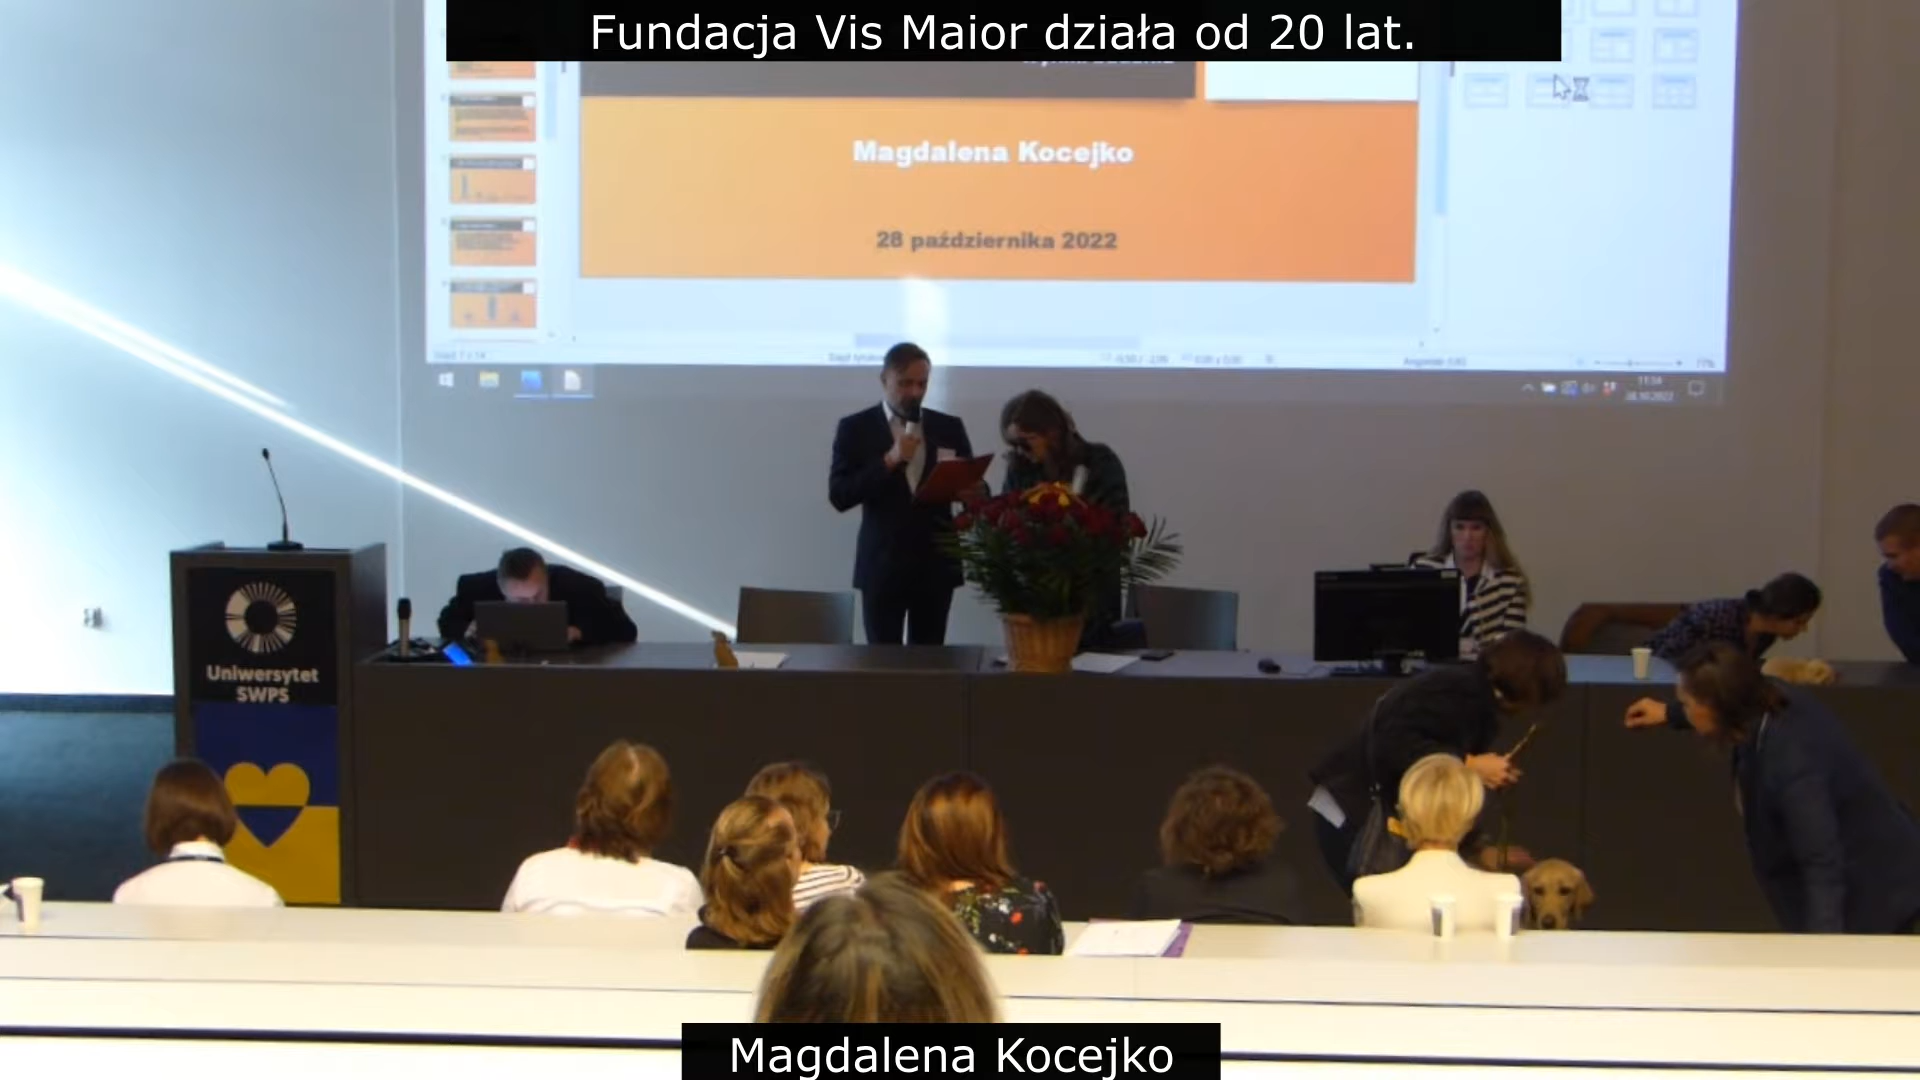 Fundacja Vis Maior działa od 20 lat.
Magdalena Kocejko
28 października 2022
Uniwersytet
SWPS
Magdalena Kocejko